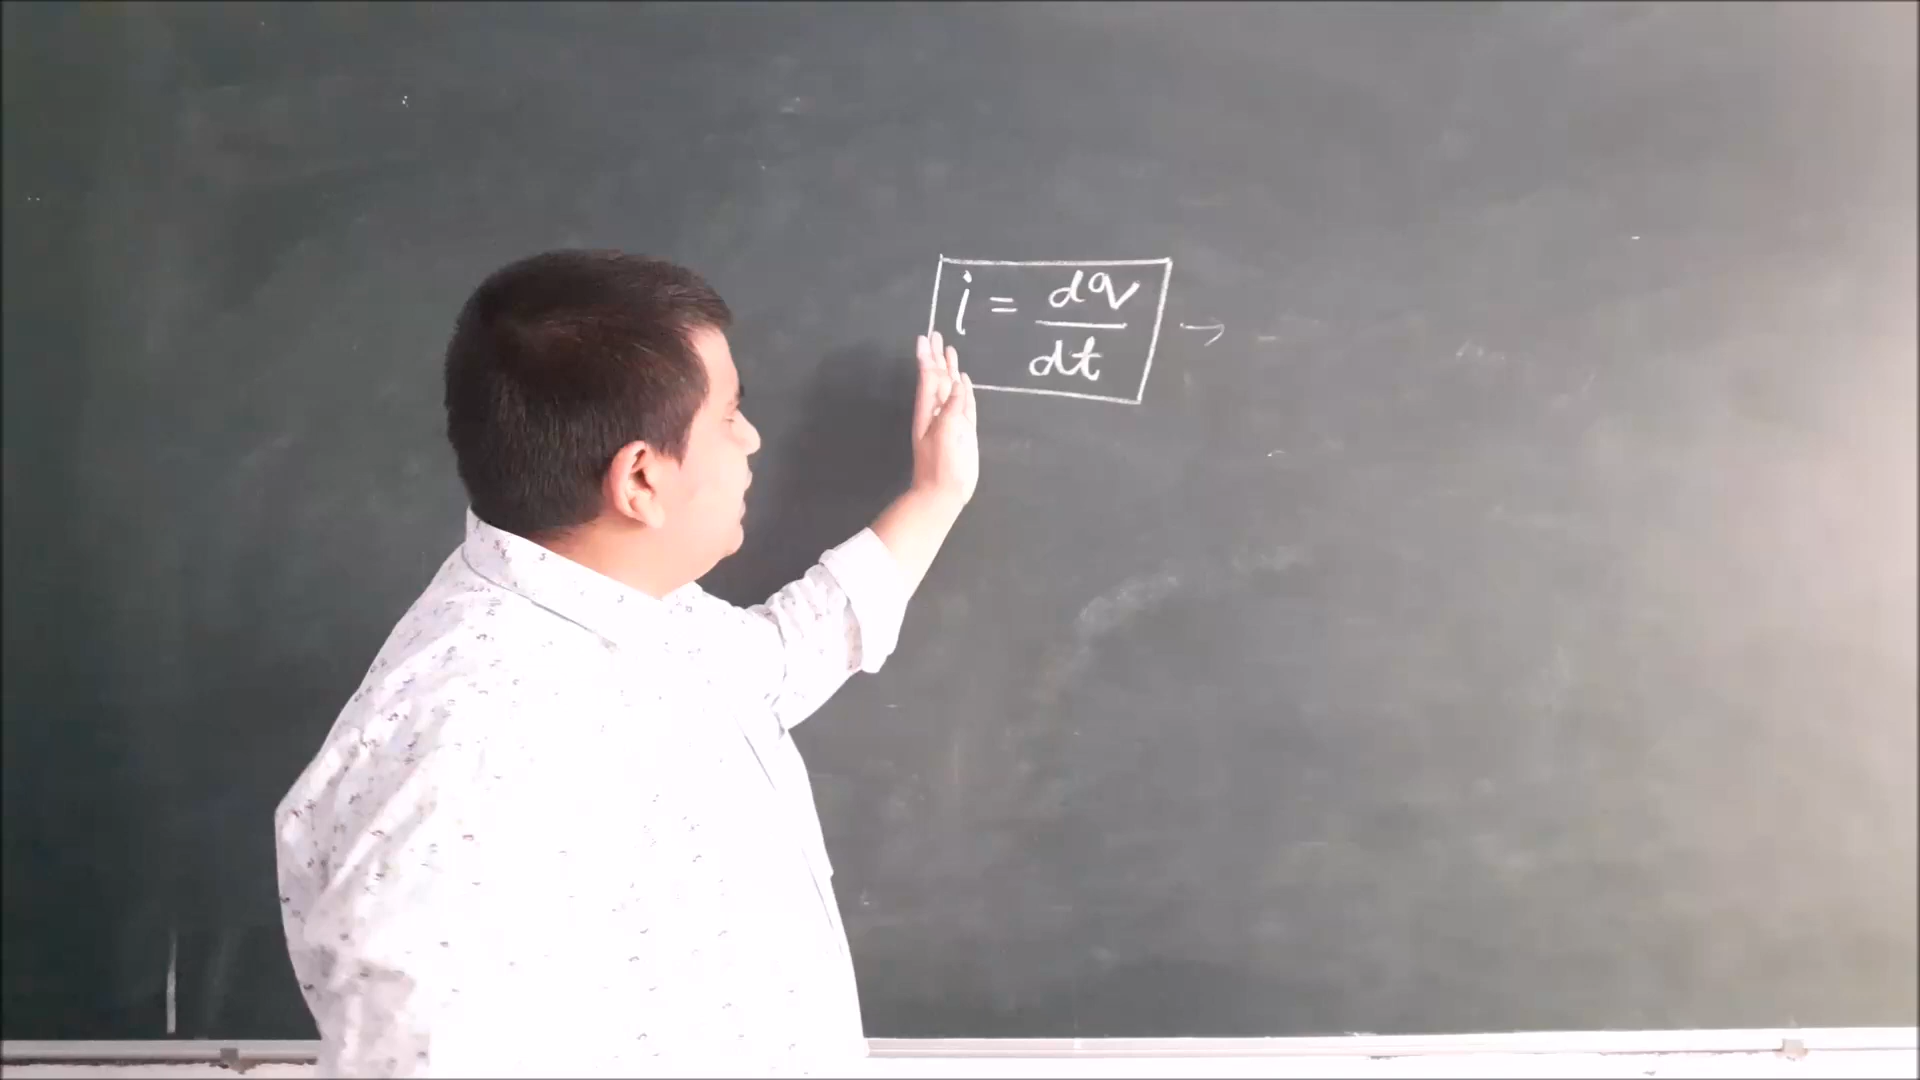 i = dq/dt →